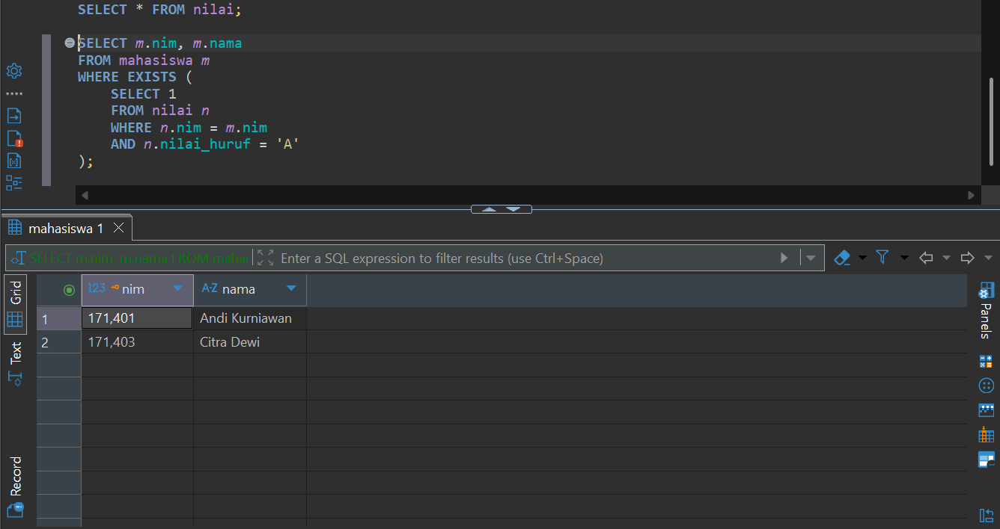 SELECT * FROM nilai;
SELECT m.nim, m.nama
FROM mahasiswa m
WHERE EXISTS (
SELECT 1
FROM nilai n
WHERE n.nim = m.nim
AND n.nilai_huruf = 'A'
);
mahasiswa 1
SELECT m.nim, m.nama FROM mahas
Enter a SQL expression to filter results (use Ctrl+Space)
Grid
Text
Record
123 nim
A-Z nama
1 171,401 Andi Kurniawan
2 171,403 Citra Dewi
Panels